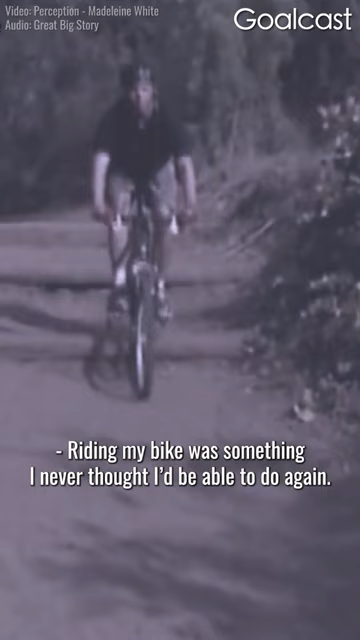 Video: Perception - Madeleine White
Audio: Great Big Story
Goalcast
- Riding my bike was something
I never thought I'd be able to do again.